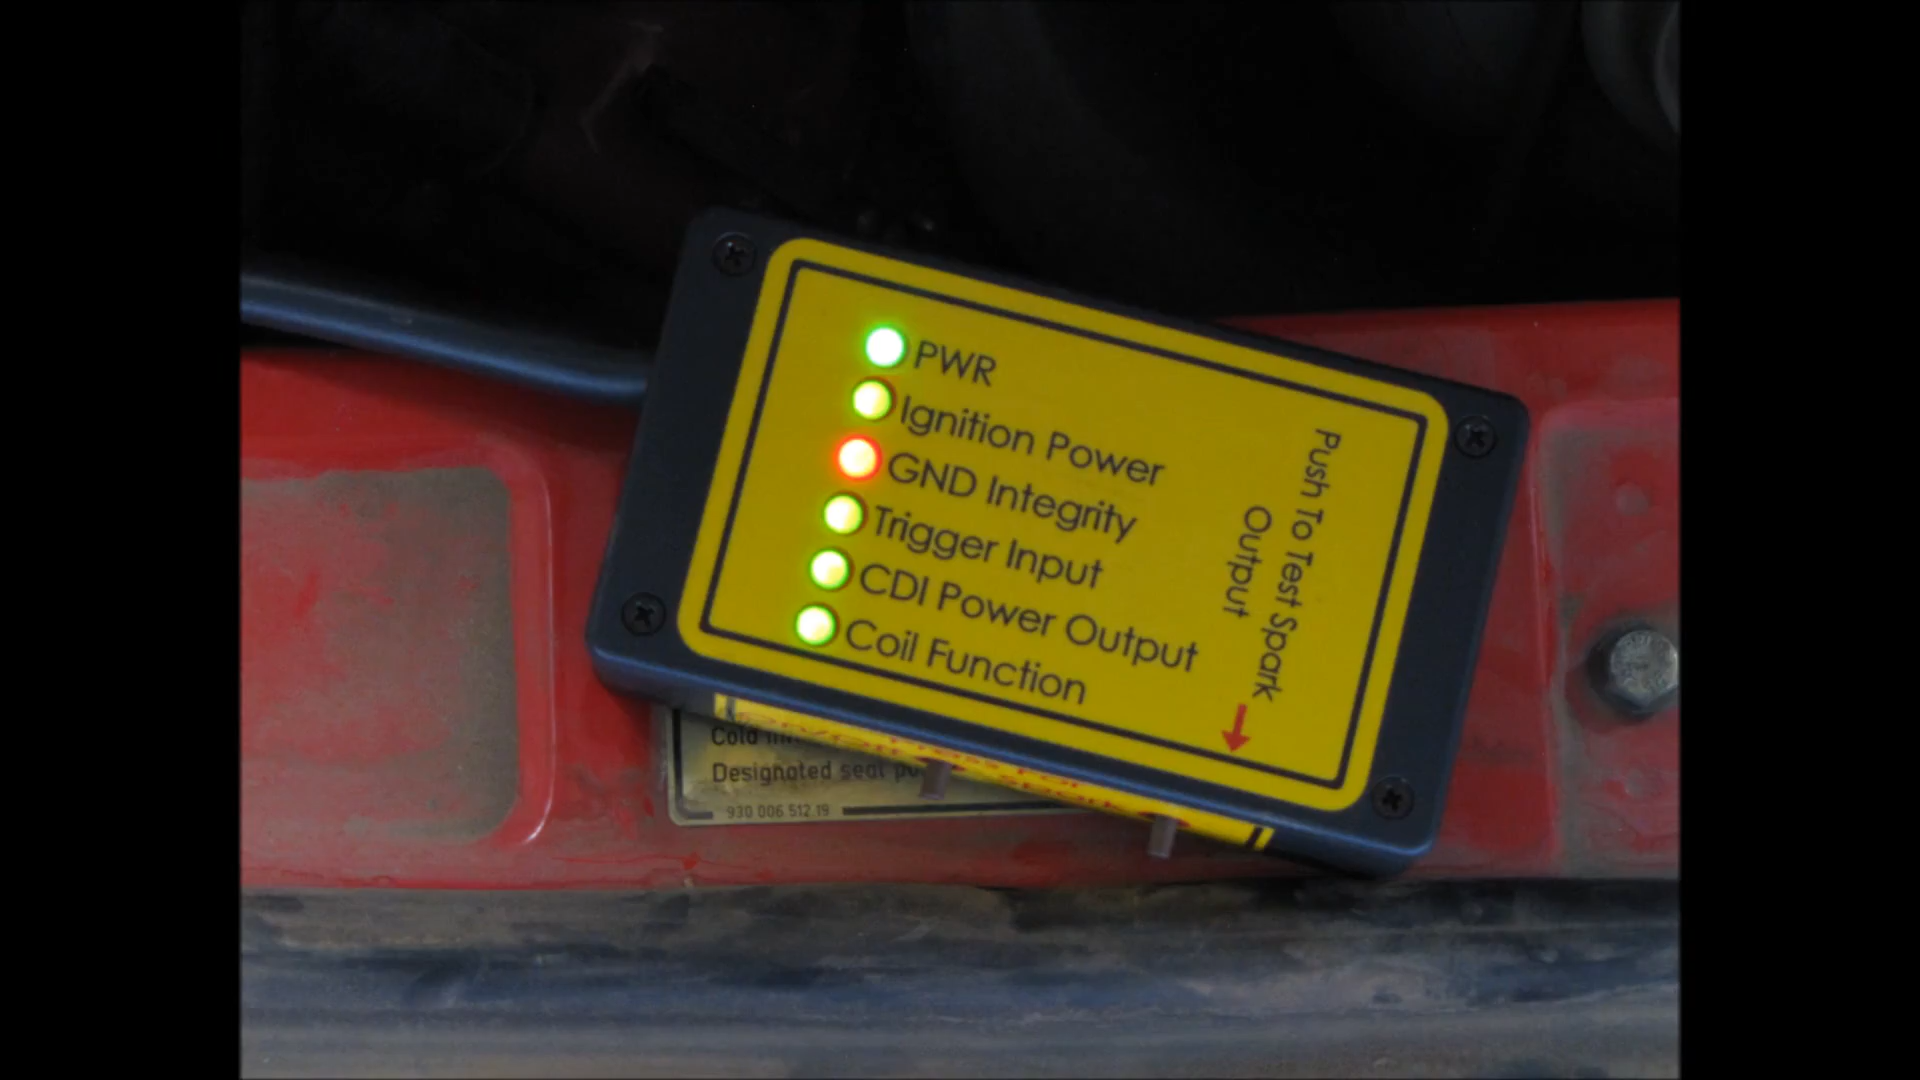 PWR
Ignition Power
GND Integrity
Trigger Input
CDI Power Output
Coil Function
Push To Test Spark
Output
Cold
Designated seat
930 006.512.19